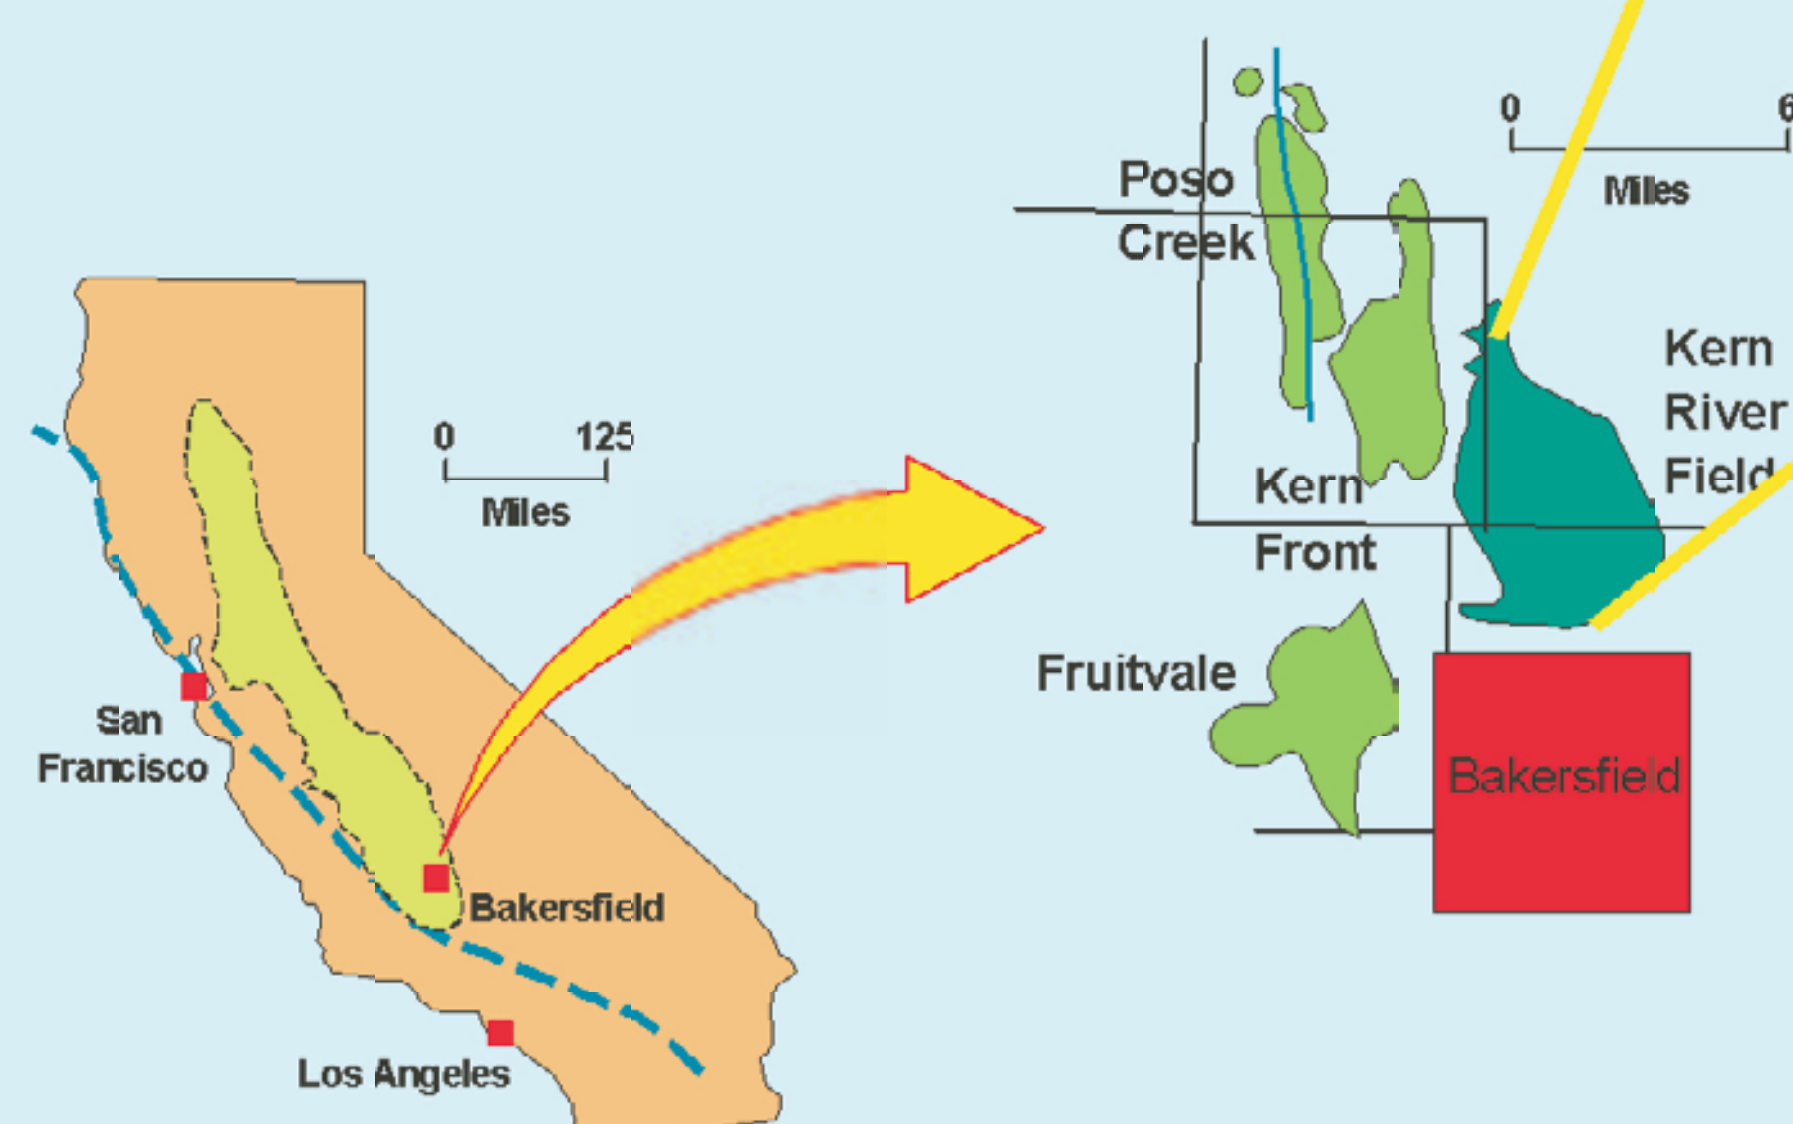 0 125
Miles
San
Francisco
Bakersfield
Los Angeles
0 6
Miles
Poso
Creek
Kern
River
Field
Kern
Front
Fruitvale
Bakersfield